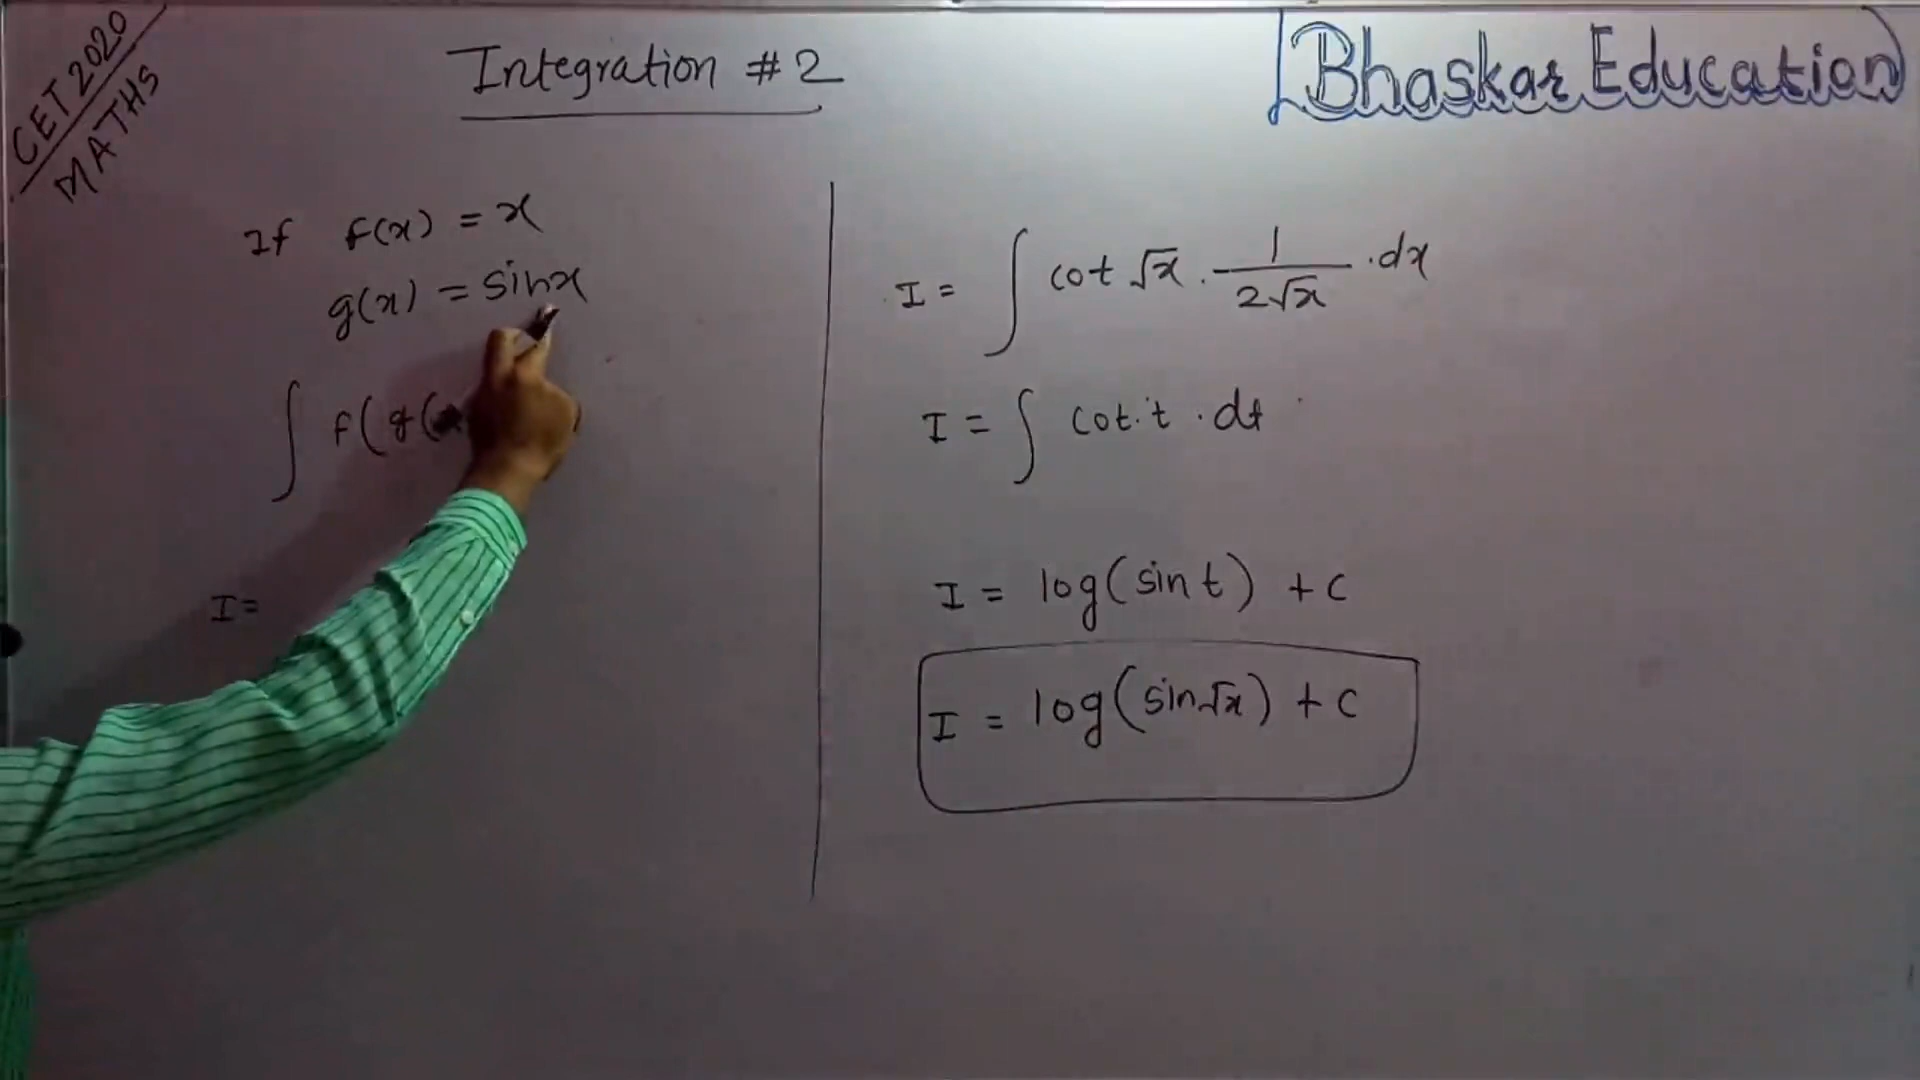 CET 2020
MATHS
Integration #2
Bhaskar Education
If f(x) = x
g(x) = sinx
∫ f(g(
I=
I = ∫ cot √x . 1/2√x .dx
I = ∫ cot.t .dt
I = log(sin t) + c
I = log(sin√x) + c